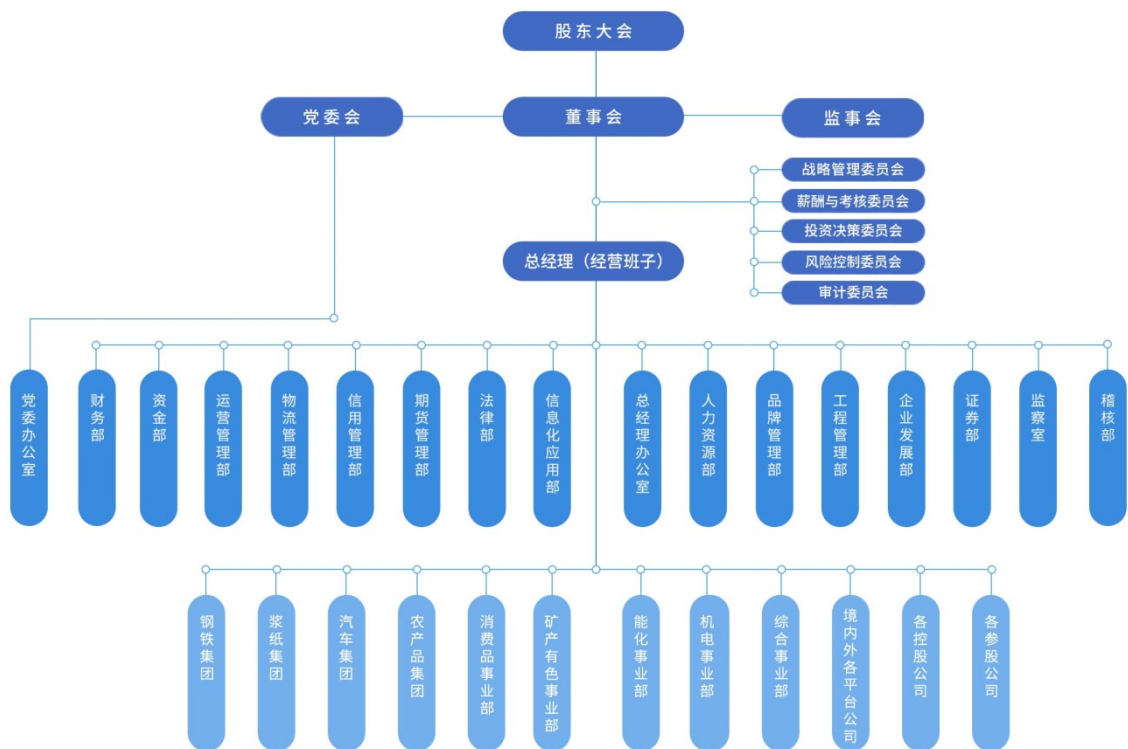 股东大会
党委会
董事会
监事会
战略管理委员会
薪酬与考核委员会
投资决策委员会
风险控制委员会
审计委员会
总经理（经营班子）
党委办公室
财务部
资金部
运营管理部
物流管理部
信用管理部
期货管理部
法律部
信息化应用部
总经理办公室
人力资源部
品牌管理部
工程管理部
企业发展部
证券部
监察室
稽核部
钢铁集团
浆纸集团
汽车集团
农产品集团
消费品事业部
矿产有色事业部
能化事业部
机电事业部
综合事业部
境内外各平台公司
各控股公司
各参股公司